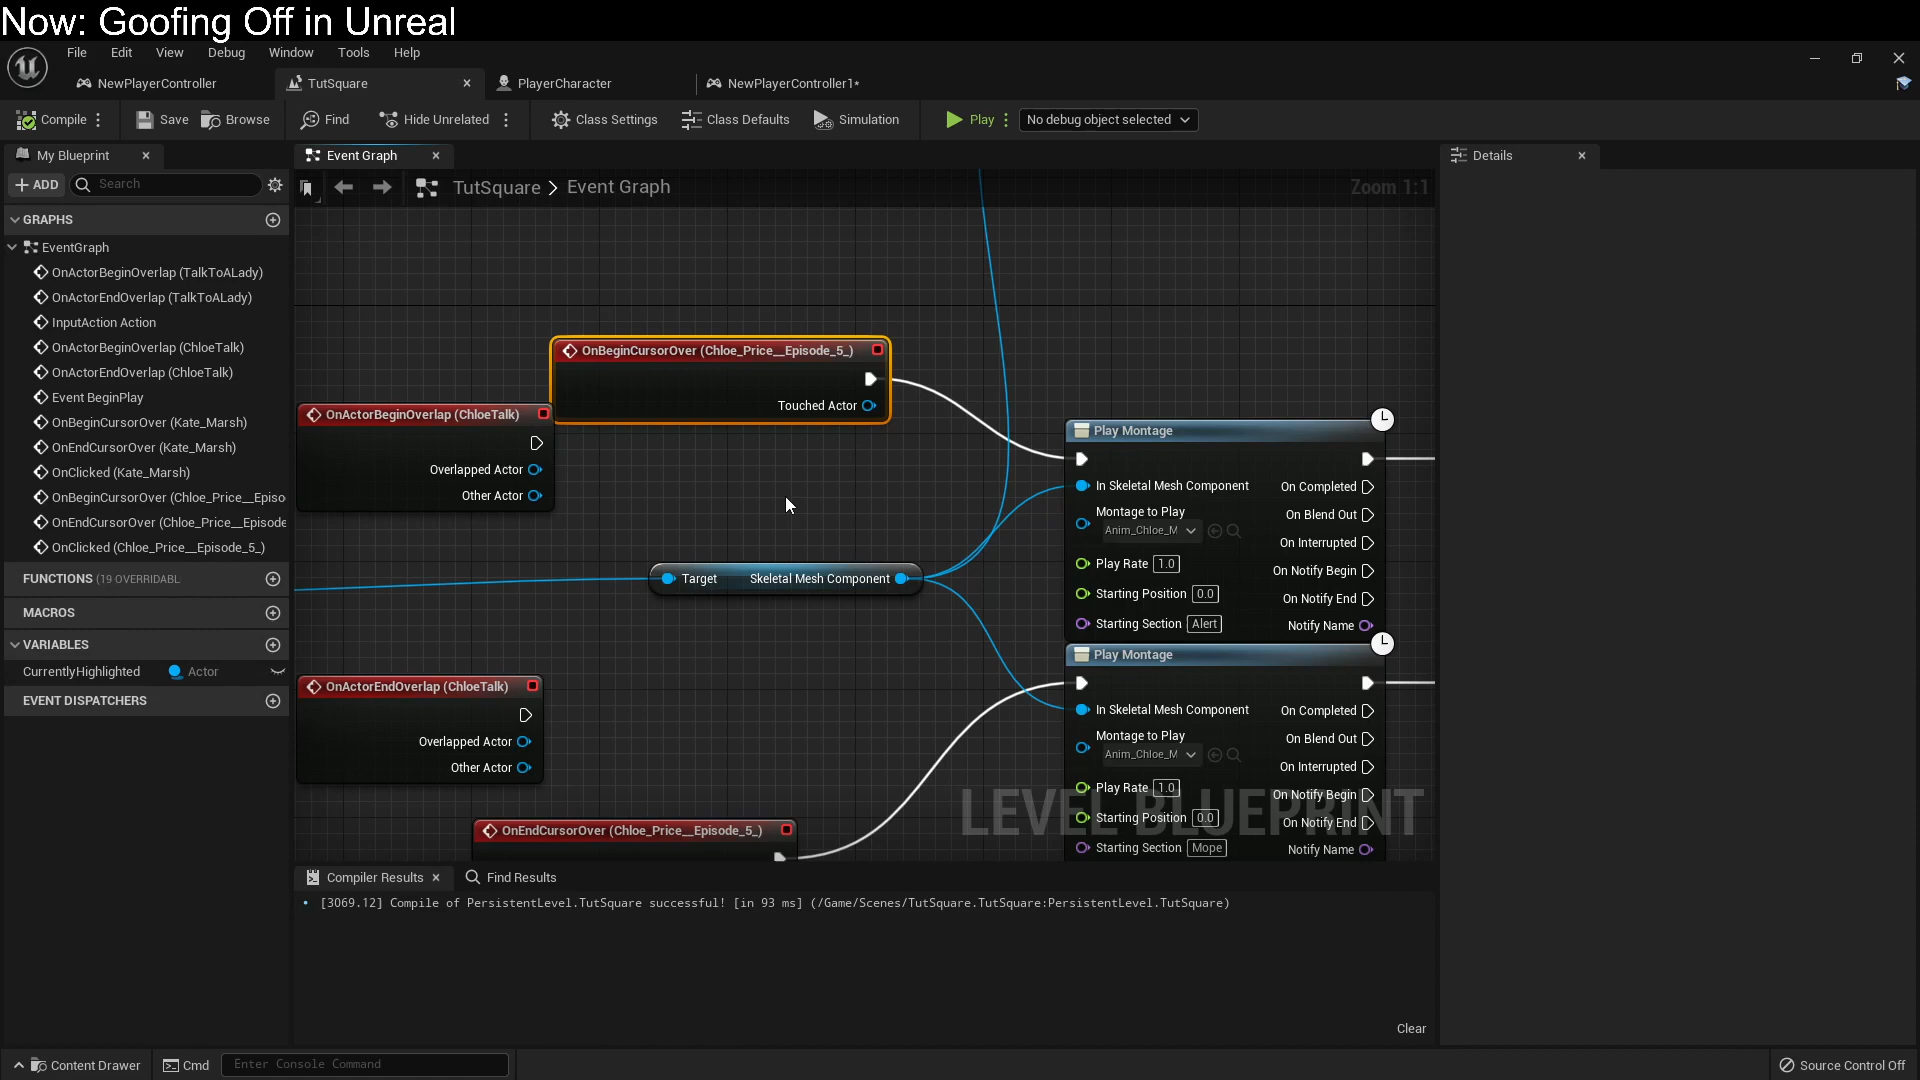 Now: Goofing Off in Unreal
File Edit View Debug Window Tools Help
NewPlayerController TutSquare PlayerCharacter NewPlayerController1*
Compile Save Browse Find Hide Unrelated Class Settings Class Defaults Simulation Play No debug object selected
My Blueprint
Event Graph
Details
ADD Search
TutSquare > Event Graph Zoom 1:1
GRAPHS
EventGraph
OnActorBeginOverlap (TalkToALady)
OnActorEndOverlap (TalkToALady)
InputAction Action
OnActorBeginOverlap (ChloeTalk)
OnActorEndOverlap (ChloeTalk)
Event BeginPlay
OnBeginCursorOver (Kate_Marsh)
OnEndCursorOver (Kate_Marsh)
OnClicked (Kate_Marsh)
OnBeginCursorOver (Chloe_Price__Episo
OnEndCursorOver (Chloe_Price__Episode
OnClicked (Chloe_Price__Episode_5_)
FUNCTIONS (19 OVERRIDABL
MACROS
VARIABLES
CurrentlyHighlighted Actor
EVENT DISPATCHERS
OnBeginCursorOver (Chloe_Price__Episode_5_)
Touched Actor
OnActorBeginOverlap (ChloeTalk)
Overlapped Actor
Other Actor
Target Skeletal Mesh Component
OnActorEndOverlap (ChloeTalk)
Overlapped Actor
Other Actor
OnEndCursorOver (Chloe_Price__Episode_5_)
Play Montage
In Skeletal Mesh Component On Completed
Montage to Play
Anim_Chloe_M
On Blend Out
On Interrupted
Play Rate 1.0 On Notify Begin
Starting Position 0.0 On Notify End
Starting Section Alert Notify Name
Play Montage
In Skeletal Mesh Component On Completed
Montage to Play
Anim_Chloe_M
On Blend Out
On Interrupted
Play Rate 1.0 On Notify Begin
Starting Position 0.0 On Notify End
Starting Section Mope Notify Name
LEVEL BLUEPRINT
Compiler Results Find Results
[3069.12] Compile of PersistentLevel.TutSquare successful! [in 93 ms] (/Game/Scenes/TutSquare.TutSquare:PersistentLevel.TutSquare)
Clear
Content Drawer Cmd Enter Console Command Source Control Off